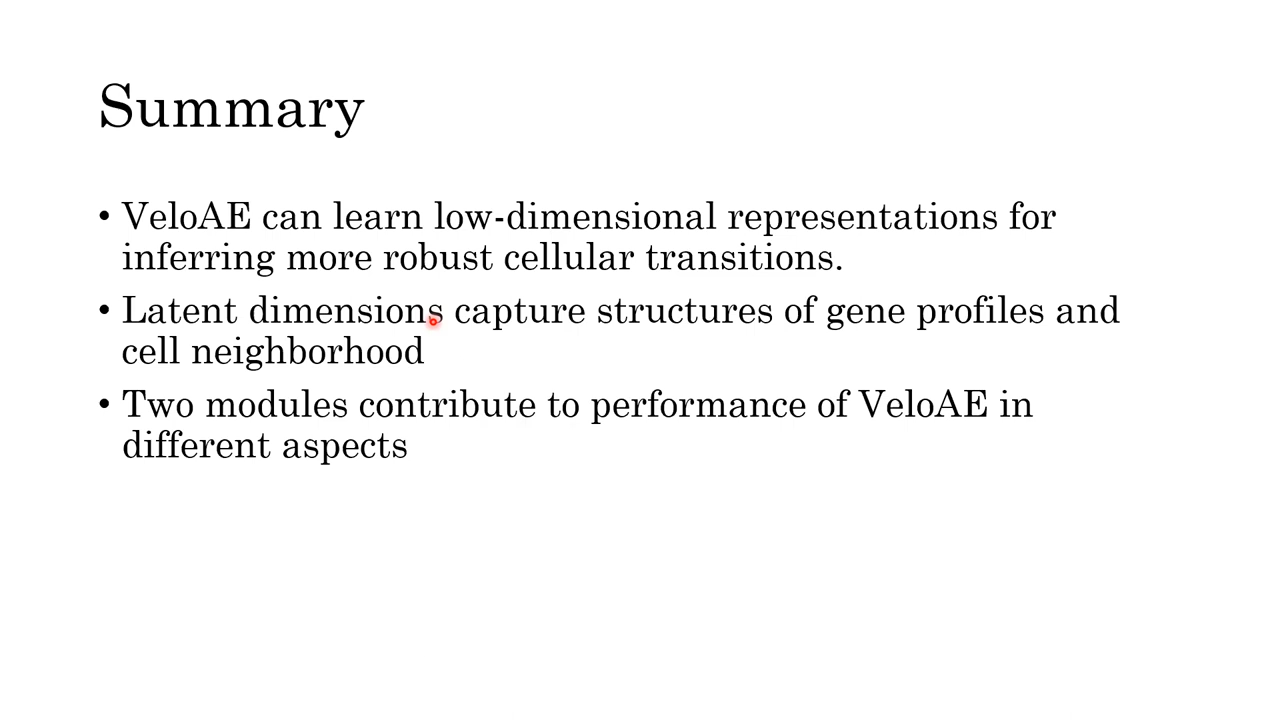 Summary
• VeloAE can learn low-dimensional representations for
inferring more robust cellular transitions.
• Latent dimensions capture structures of gene profiles and
cell neighborhood
• Two modules contribute to performance of VeloAE in
different aspects